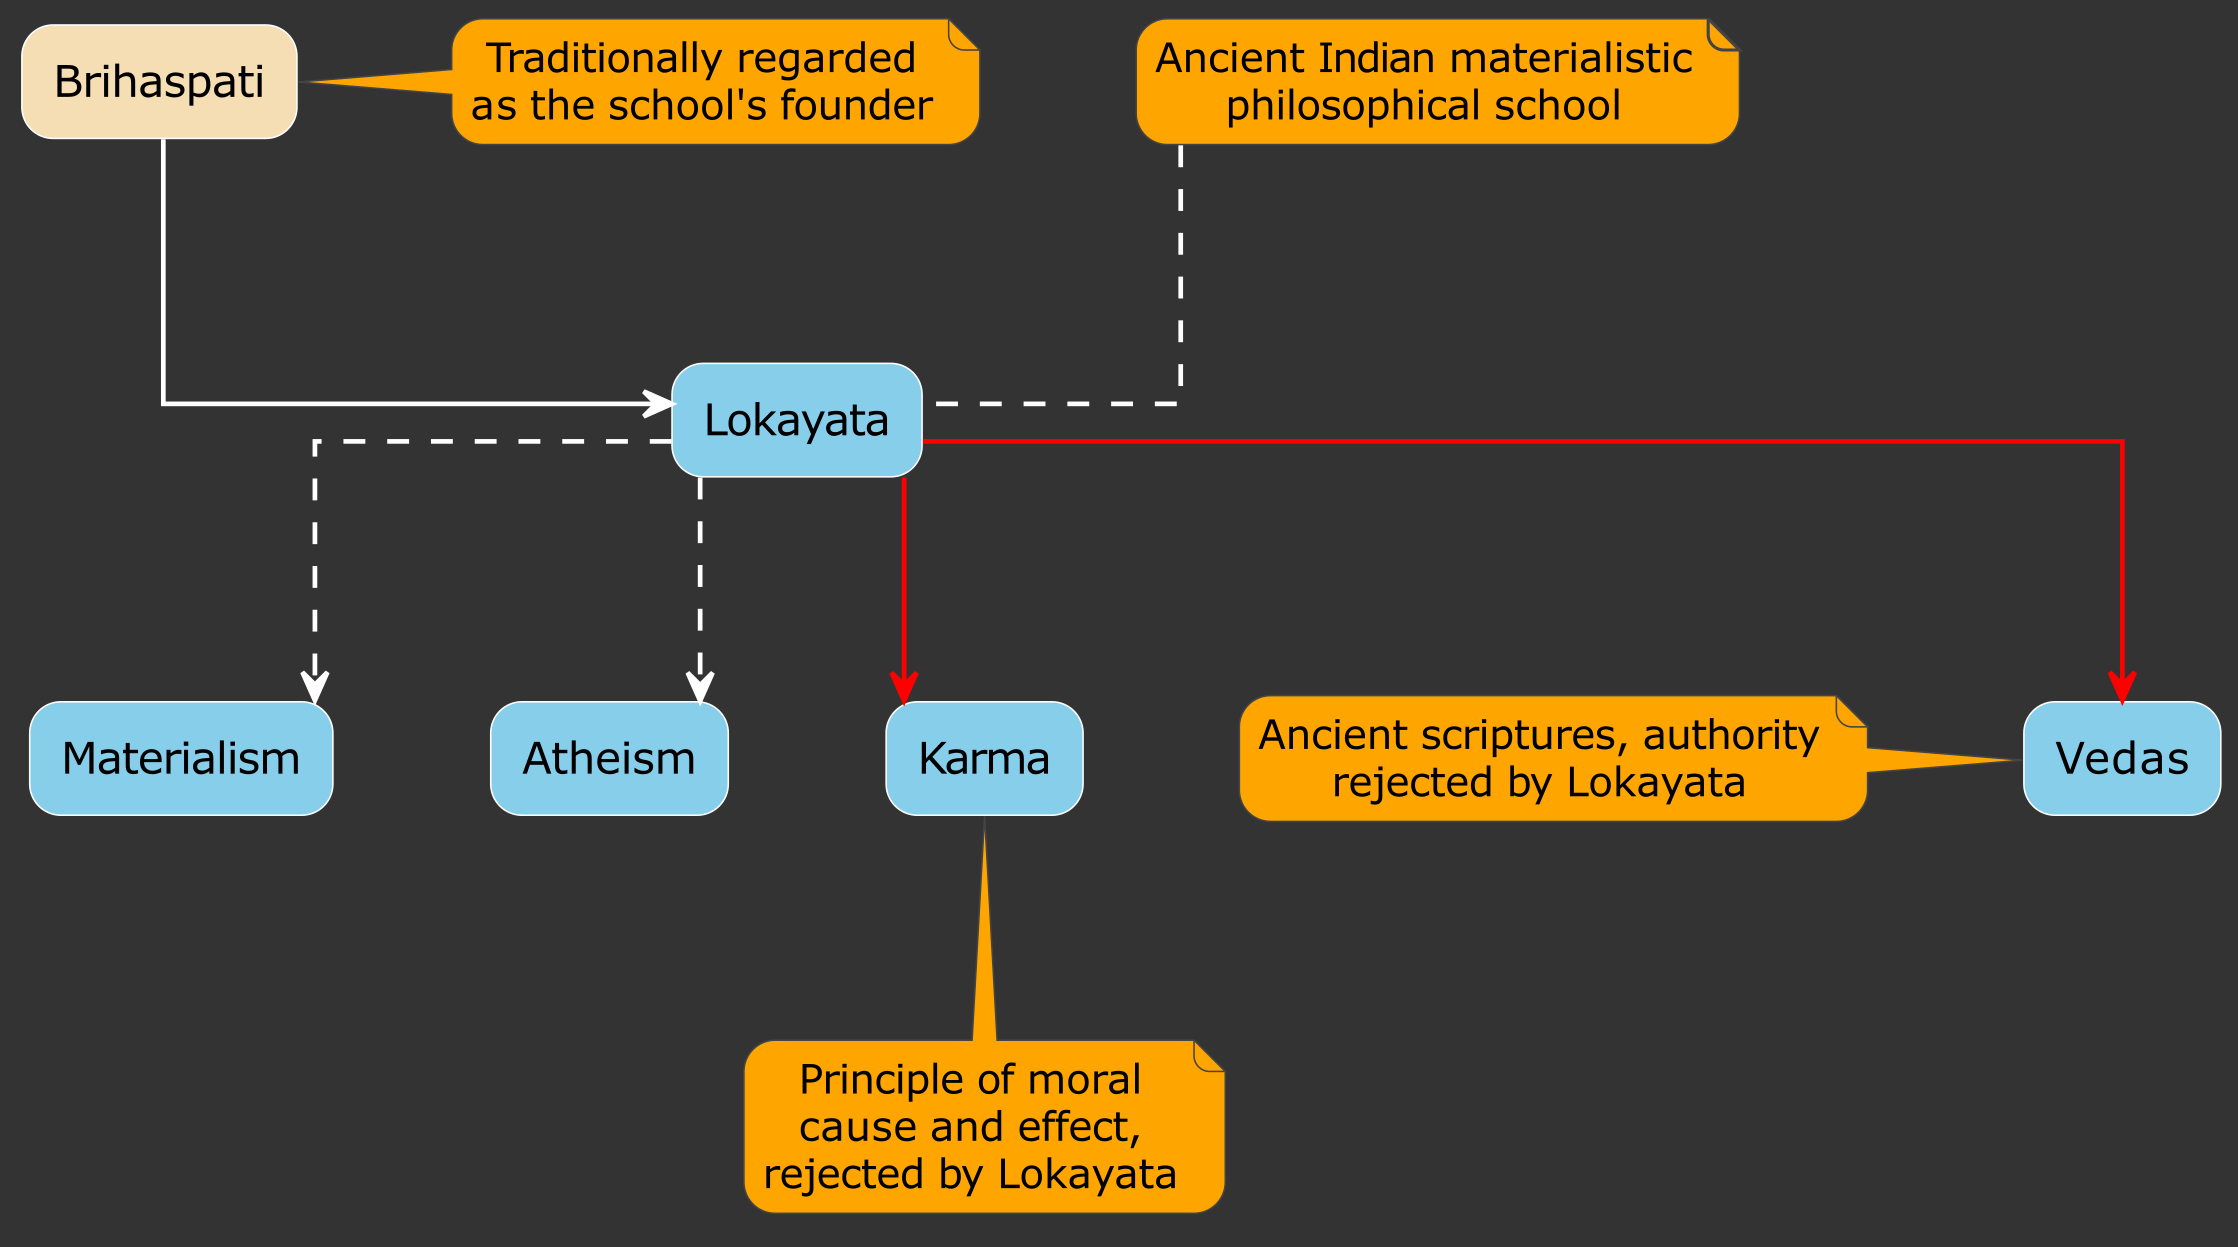 Brihaspati
Traditionally regarded
as the school's founder
Ancient Indian materialistic
philosophical school
Lokayata
Materialism
Atheism
Karma
Ancient scriptures, authority
rejected by Lokayata
Vedas
Principle of moral
cause and effect,
rejected by Lokayata